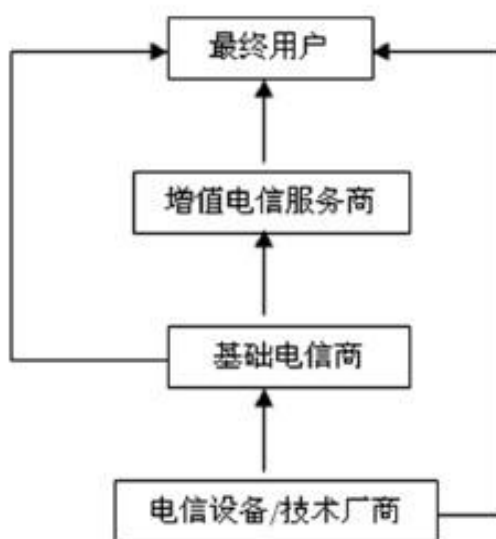 最终用户
增值电信服务商
基础电信商
电信设备/技术厂商